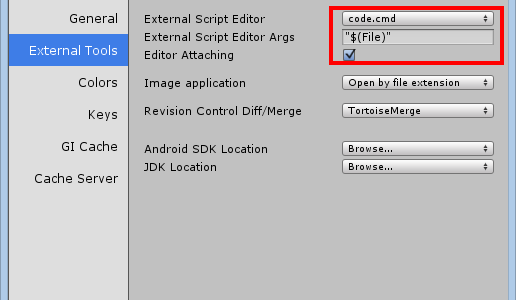 General
External Tools
Colors
Keys
GI Cache
Cache Server
External Script Editor code.cmd
External Script Editor Args "$(File)"
Editor Attaching
Image application Open by file extension
Revision Control Diff/Merge TortoiseMerge
Android SDK Location Browse...
JDK Location Browse...